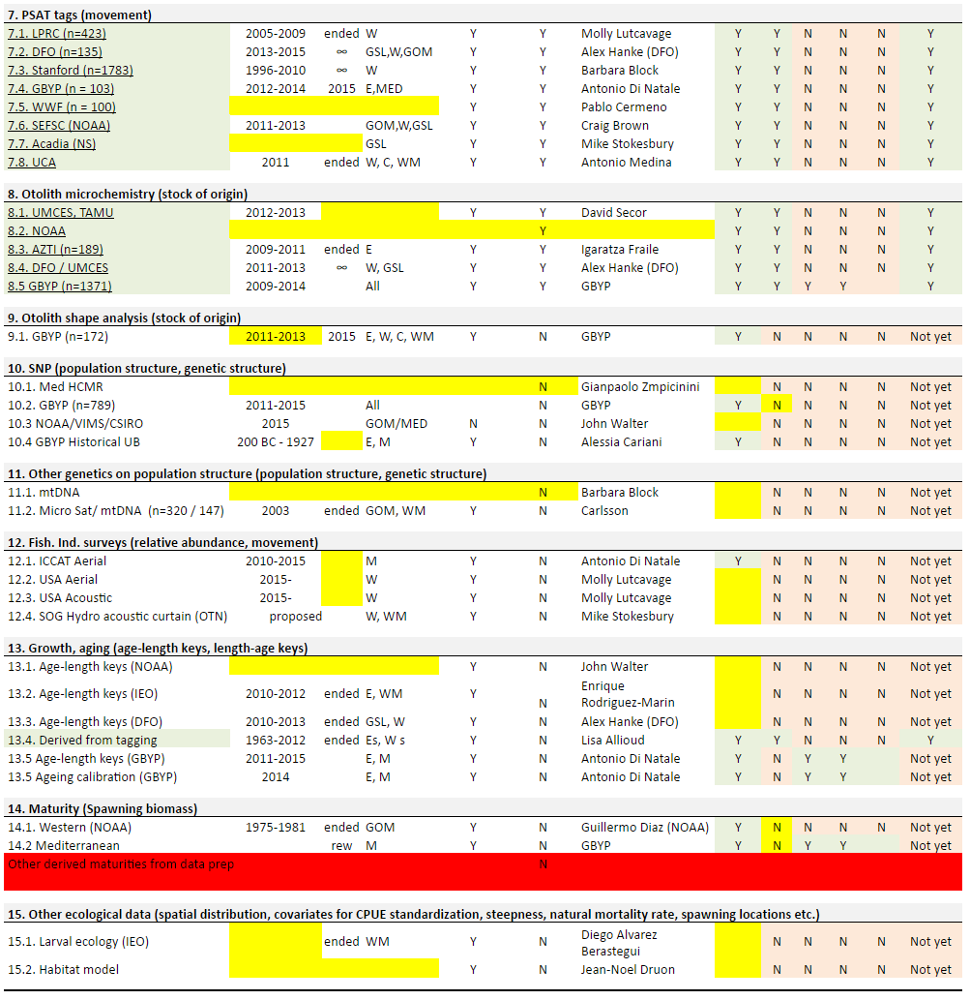 7. PSAT tags (movement)
7.1. LPRC (n=423) 2005-2009 ended W Y Y Molly Lutcavage Y Y N N N Y
7.2. DFO (n=135) 2013-2015 ∞ GSL,W,GOM Y Y Alex Hanke (DFO) Y Y N N N Y
7.3. Stanford (n=1783) 1996-2010 ∞ W Y Y Barbara Block Y Y N N N Y
7.4. GBYP (n = 103) 2012-2014 2015 E,MED Y Y Antonio Di Natale Y Y N N N Y
7.5. WWF (n = 100) Y Y Pablo Cermeno Y Y N N N Y
7.6. SEFSC (NOAA) 2011-2013 GOM,W,GSL Y Y Craig Brown Y Y N N N Y
7.7. Acadia (NS) GSL Y Y Mike Stokesbury Y Y N N N Y
7.8. UCA 2011 ended W, C, WM Y Y Antonio Medina Y Y N N N Y
8. Otolith microchemistry (stock of origin)
8.1. UMCES, TAMU 2012-2013 Y Y David Secor Y Y N N N Y
8.2. NOAA Y Y Y N N N Y
8.3. AZTI (n=189) 2009-2011 ended E Y Y Igaratza Fraile Y Y N N N Y
8.4. DFO / UMCES 2011-2013 ∞ W, GSL Y Y Alex Hanke (DFO) Y Y N N N Y
8.5 GBYP (n=1371) 2009-2014 All Y Y GBYP Y Y Y Y Y
9. Otolith shape analysis (stock of origin)
9.1. GBYP (n=172) 2011-2013 2015 E, W, C, WM Y N GBYP Y N N N N Not yet
10. SNP (population structure, genetic structure)
10.1. Med HCMR N Gianpaolo Zmpicinini N N N N Not yet
10.2. GBYP (n=789) 2011-2015 All Y N GBYP Y N N N N Not yet
10.3 NOAA/VIMS/CSIRO 2015 GOM/MED N N John Walter N N N N Not yet
10.4 GBYP Historical UB 200 BC - 1927 E, M Y N Alessia Cariani Y N N N N Not yet
11. Other genetics on population structure (population structure, genetic structure)
11.1. mtDNA N Barbara Block N N N N Not yet
11.2. Micro Sat/ mtDNA (n=320 / 147) 2003 ended GOM, WM Y N Carlsson N N N N Not yet
12. Fish. Ind. surveys (relative abundance, movement)
12.1. ICCAT Aerial 2010-2015 M Y N Antonio Di Natale Y N N N N Not yet
12.2. USA Aerial 2015- W Y N Molly Lutcavage N N N N Not yet
12.3. USA Acoustic 2015- W Y N Molly Lutcavage N N N N Not yet
12.4. SOG Hydro acoustic curtain (OTN) proposed W, WM Y N Mike Stokesbury N N N N Not yet
13. Growth, aging (age-length keys, length-age keys)
13.1. Age-length keys (NOAA) Y N John Walter N N N N Not yet
13.2. Age-length keys (IEO) 2010-2012 ended E, WM Y N Enrique Rodriguez-Marin N N N N Not yet
13.3. Age-length keys (DFO) 2010-2013 ended GSL, W Y N Alex Hanke (DFO) N N N N Not yet
13.4. Derived from tagging 1963-2012 ended Es, W s Y N Lisa Allioud Y Y N N N Y
13.5 Age-length keys (GBYP) 2011-2015 E, M Y N Antonio Di Natale Y N Y Y Not yet
13.5 Ageing calibration (GBYP) 2014 E, M Y N Antonio Di Natale Y N Y Y Not yet
14. Maturity (Spawning biomass)
14.1. Western (NOAA) 1975-1981 ended GOM Y N Guillermo Diaz (NOAA) Y N N N N Not yet
14.2 Mediterranean rew M Y N GBYP Y N Y Y Not yet
Other derived maturities from data prep N
15. Other ecological data (spatial distribution, covariates for CPUE standardization, steepness, natural mortality rate, spawning locations etc.)
15.1. Larval ecology (IEO) ended WM Y N Diego Alvarez Berastegui N N N N Not yet
15.2. Habitat model Y N Jean-Noel Druon N N N N Not yet